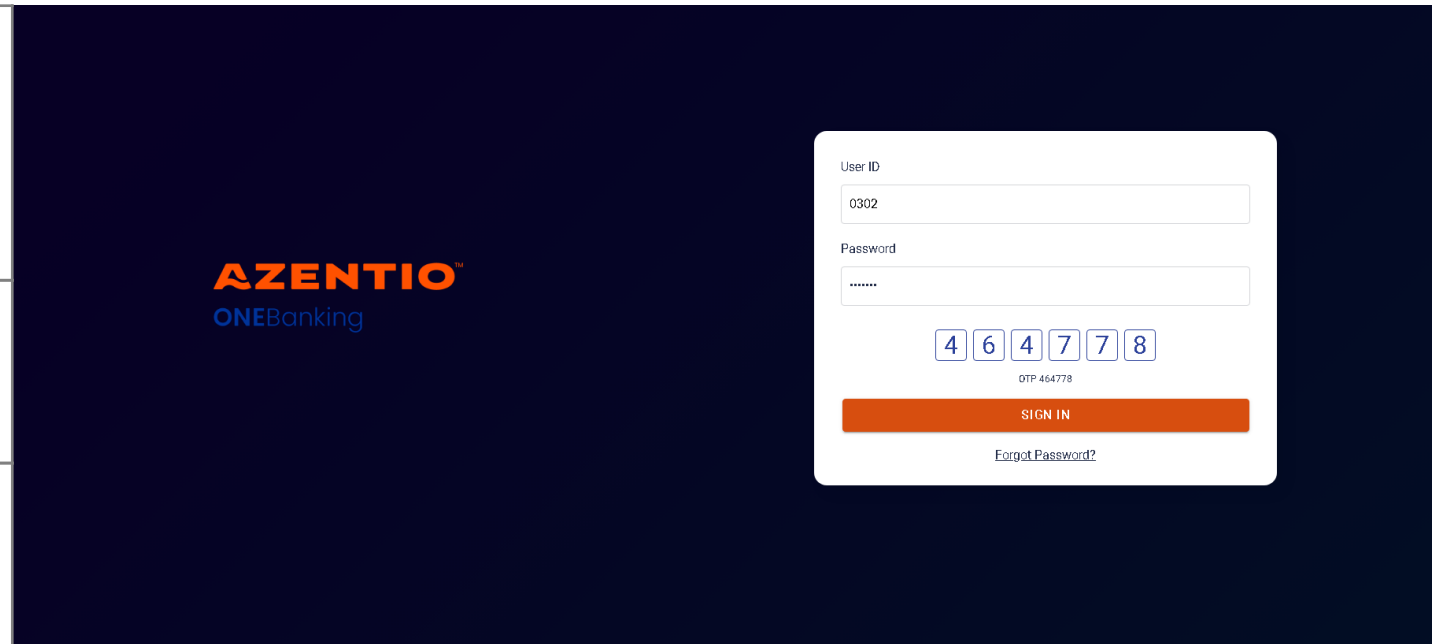 AZENTIO™
ONEBanking
User ID
0302
Password
•••••••
4 6 4 7 7 8
OTP 464778
SIGN IN
Forgot Password?